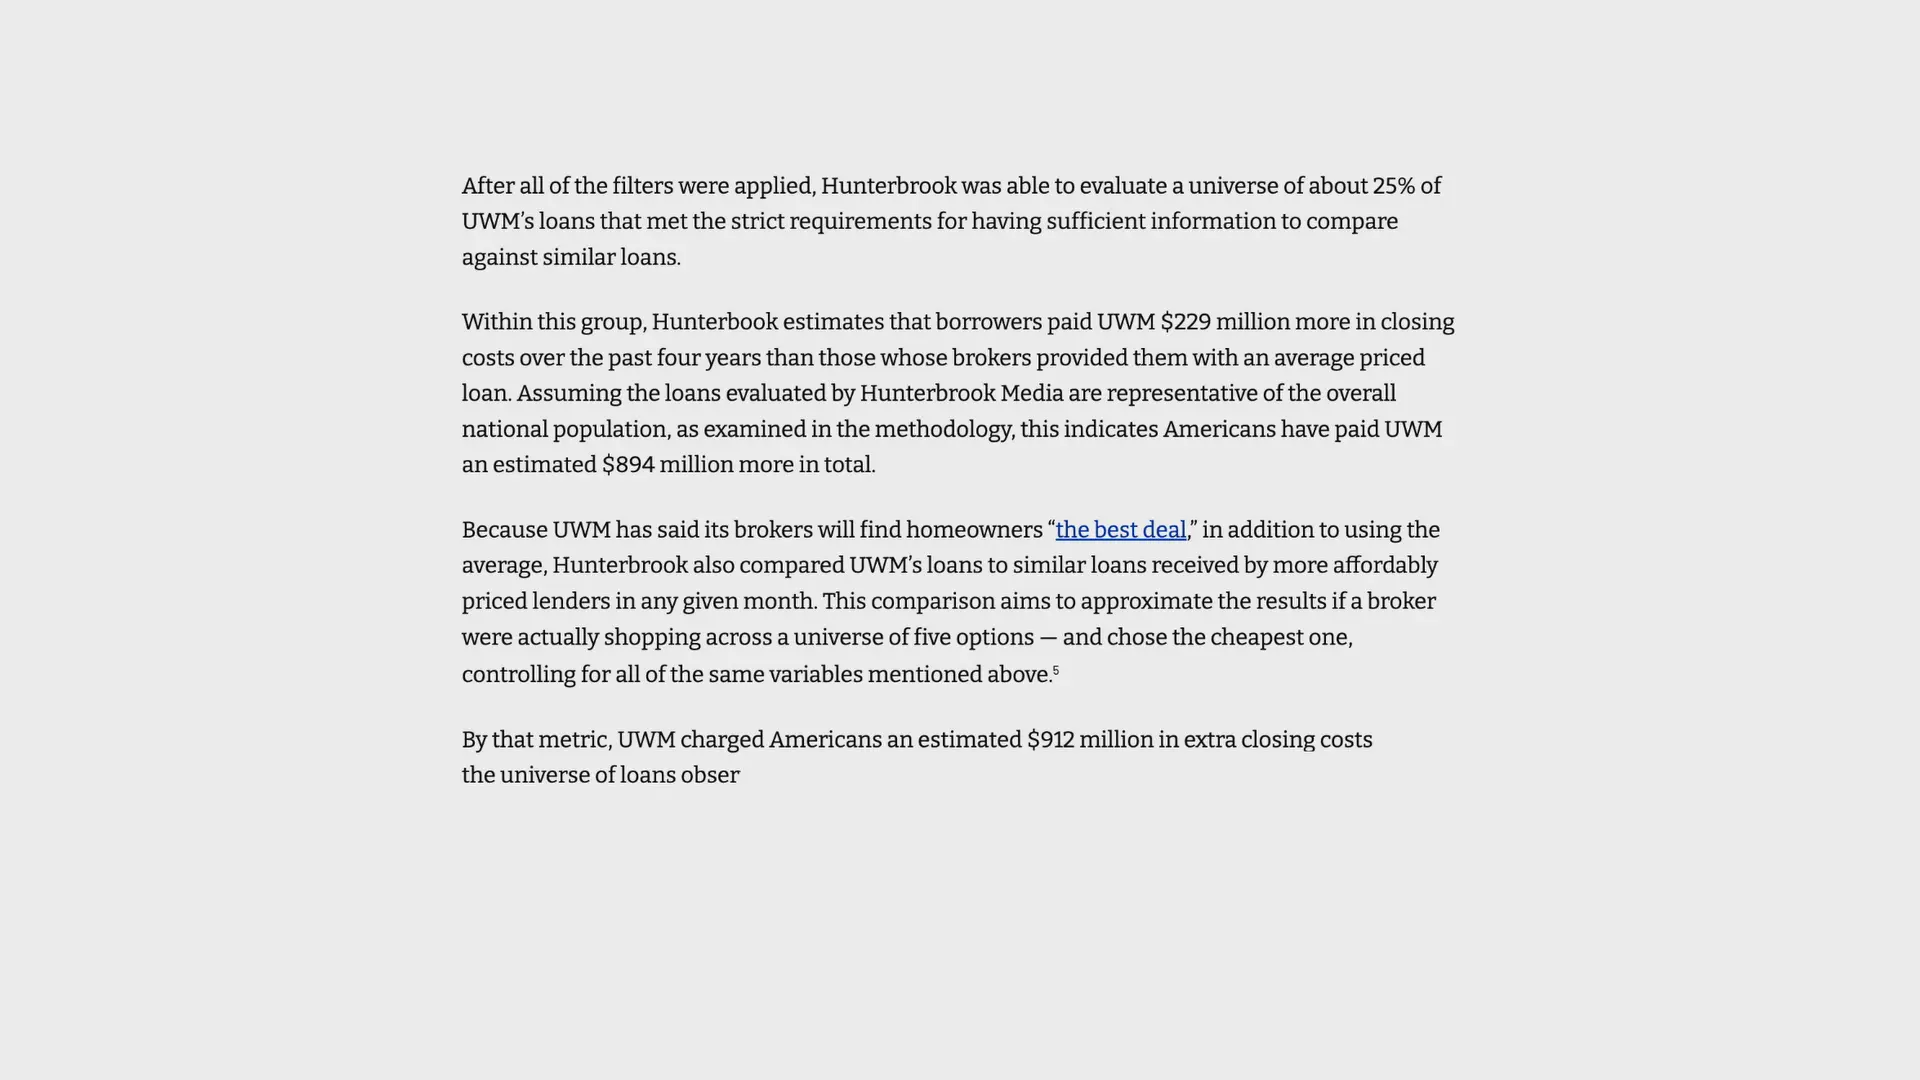 After all of the filters were applied, Hunterbrook was able to evaluate a universe of about 25% of
UWM’s loans that met the strict requirements for having sufficient information to compare
against similar loans.
Within this group, Hunterbook estimates that borrowers paid UWM $229 million more in closing
costs over the past four years than those whose brokers provided them with an average priced
loan. Assuming the loans evaluated by Hunterbrook Media are representative of the overall
national population, as examined in the methodology, this indicates Americans have paid UWM
an estimated $894 million more in total.
Because UWM has said its brokers will find homeowners “the best deal,” in addition to using the
average, Hunterbrook also compared UWM’s loans to similar loans received by more affordably
priced lenders in any given month. This comparison aims to approximate the results if a broker
were actually shopping across a universe of five options — and chose the cheapest one,
controlling for all of the same variables mentioned above.⁵
By that metric, UWM charged Americans an estimated $912 million in extra closing costs
the universe of loans obser